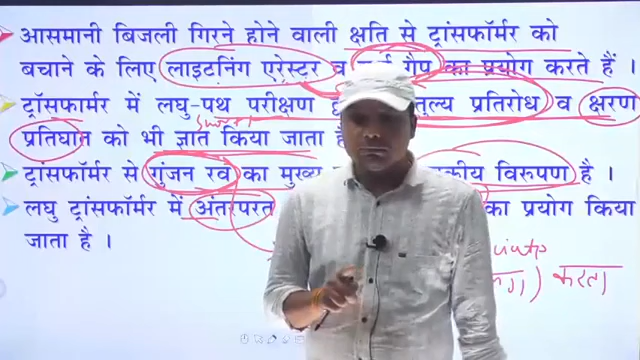 आसमानी बिजली गिरने होने वाली क्षति से ट्रांसफॉर्मर को
बचाने के लिए लाइटनिंग एरेस्टर व गैप का प्रयोग करते हैं ।
ट्रॉसफार्मर में लघु-पथ परीक्षण तुल्य प्रतिरोध व क्षरण
short
प्रतिघात को भी ज्ञात किया जाता है
ट्रांसफॉर्मर से गुंजन रव का मुख्य विरूपण है ।
लघु ट्रांसफॉर्मर में अंतरपरत का प्रयोग किया
जाता है ।
करता